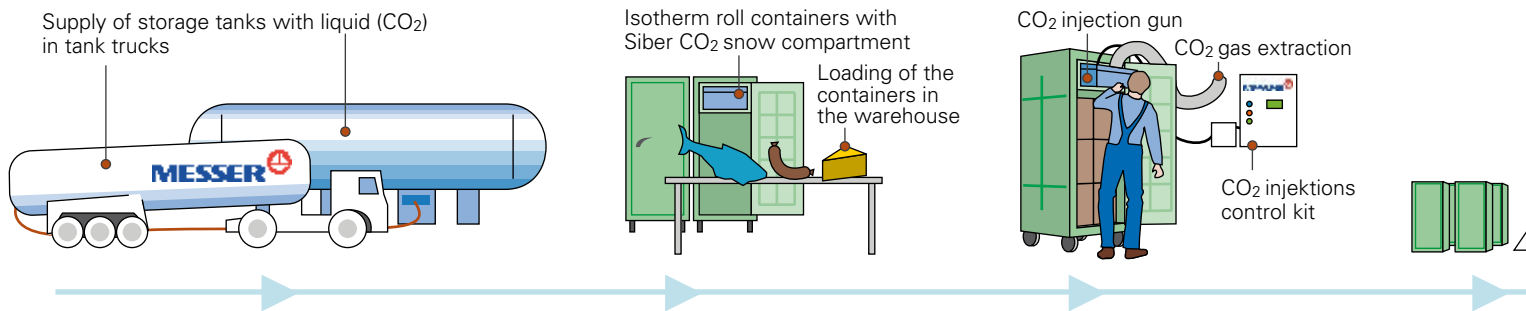 Supply of storage tanks with liquid (CO₂)
in tank trucks
MESSER
Isotherm roll containers with
Siber CO₂ snow compartment
Loading of the
containers in
the warehouse
CO₂ injection gun
CO₂ gas extraction
CO₂ injektions
control kit